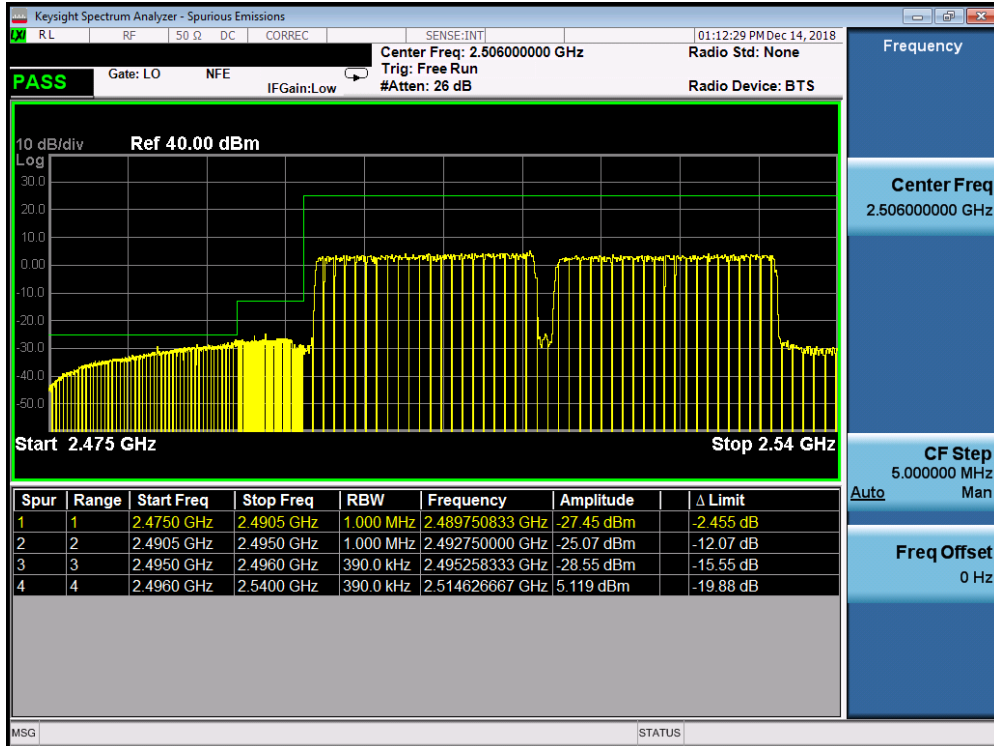 Keysight Spectrum Analyzer - Spurious Emissions
LXI RL RF 50 Ω DC CORREC SENSE:INT 01:12:29 PM Dec 14, 2018
Center Freq: 2.506000000 GHz Radio Std: None
PASS Gate: LO NFE Trig: Free Run
IFGain:Low #Atten: 26 dB Radio Device: BTS
10 dB/div Ref 40.00 dBm
Log
30.0
20.0
10.0
0.00
-10.0
-20.0
-30.0
-40.0
-50.0
Start 2.475 GHz Stop 2.54 GHz
Spur Range Start Freq Stop Freq RBW Frequency Amplitude Δ Limit
1 1 2.4750 GHz 2.4905 GHz 1.000 MHz 2.489750833 GHz -27.45 dBm -2.455 dB
2 2 2.4905 GHz 2.4950 GHz 1.000 MHz 2.492750000 GHz -25.07 dBm -12.07 dB
3 3 2.4950 GHz 2.4960 GHz 390.0 kHz 2.495258333 GHz -28.55 dBm -15.55 dB
4 4 2.4960 GHz 2.5400 GHz 390.0 kHz 2.514626667 GHz 5.119 dBm -19.88 dB
MSG STATUS
Frequency
Center Freq
2.506000000 GHz
CF Step
5.000000 MHz
Auto Man
Freq Offset
0 Hz